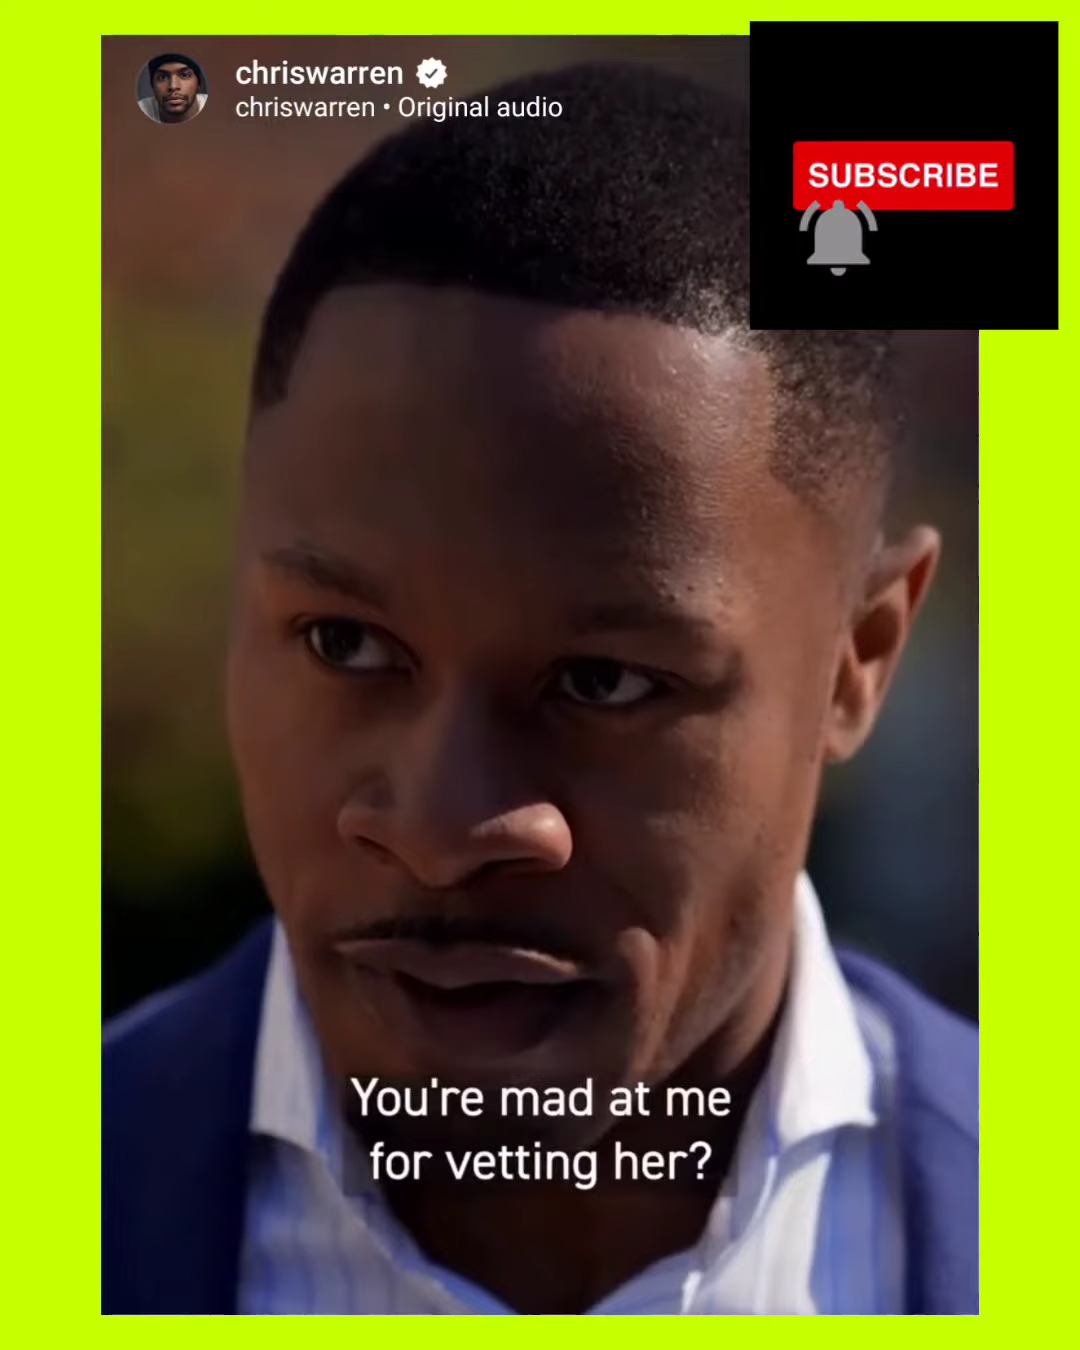 chriswarren
chriswarren • Original audio
SUBSCRIBE
You're mad at me
for vetting her?